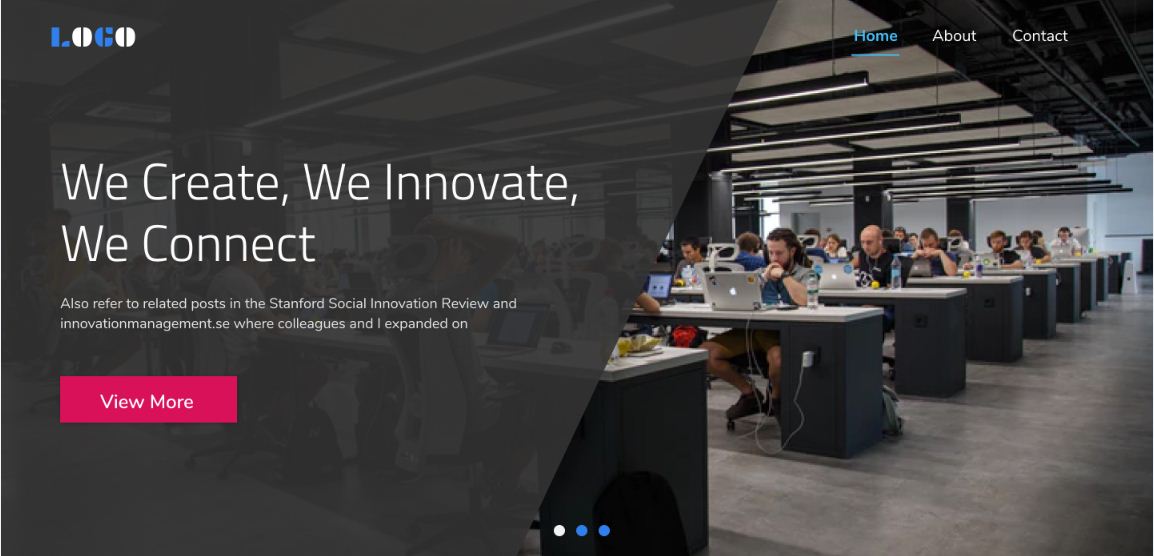 LOGO
Home About Contact
We Create, We Innovate,
We Connect
Also refer to related posts in the Stanford Social Innovation Review and
innovationmanagement.se where colleagues and I expanded on
View More